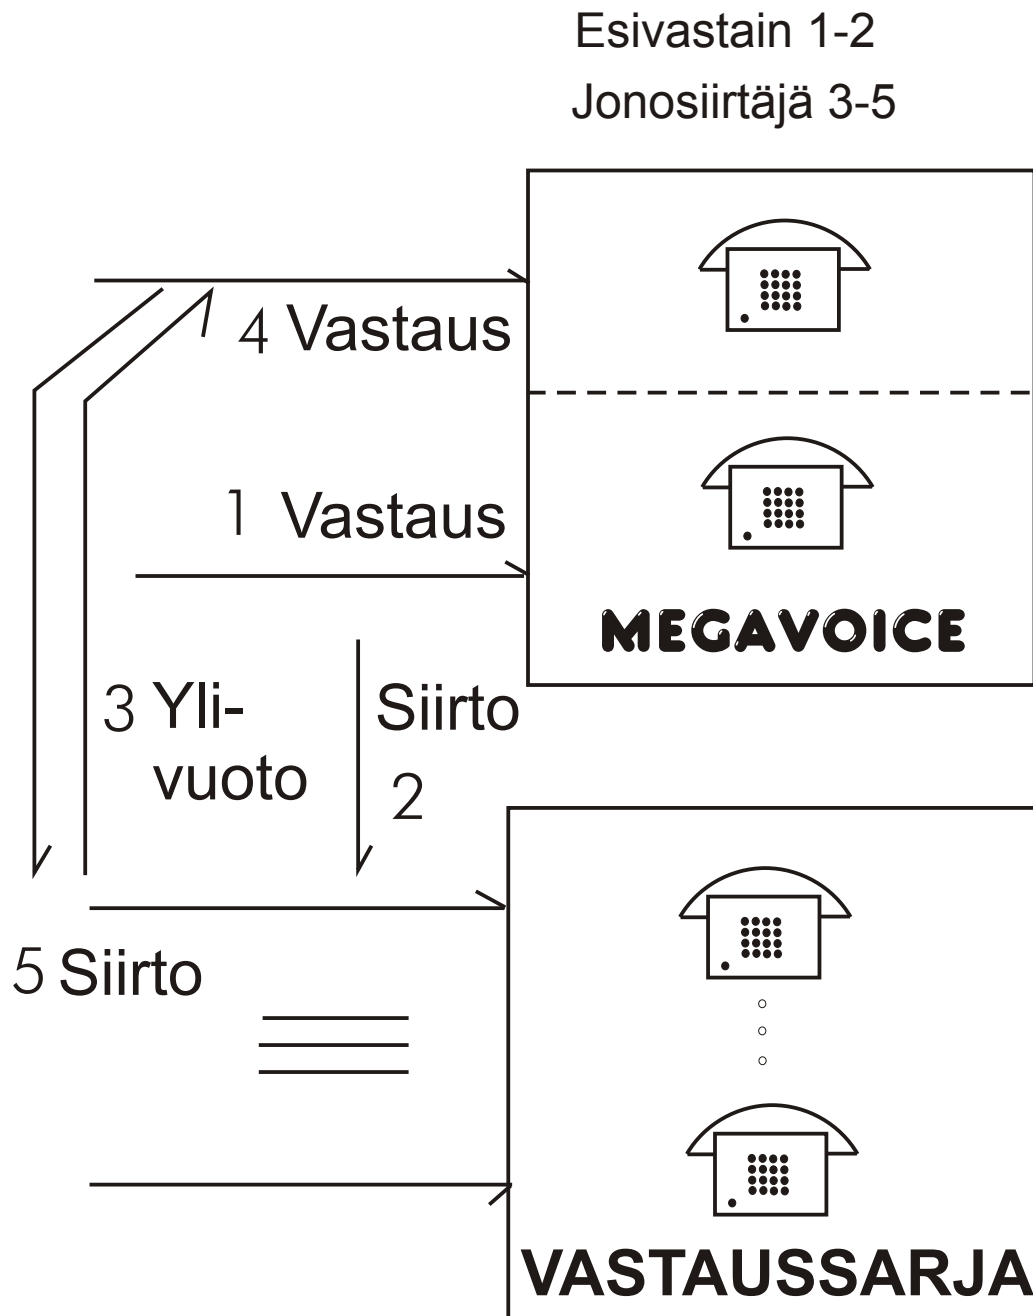 Esivastain 1-2
Jonosiirtäjä 3-5
4 Vastaus
1 Vastaus
MEGAVOICE
3 Yli-
vuoto
Siirto
2
5 Siirto
VASTAUSSARJA